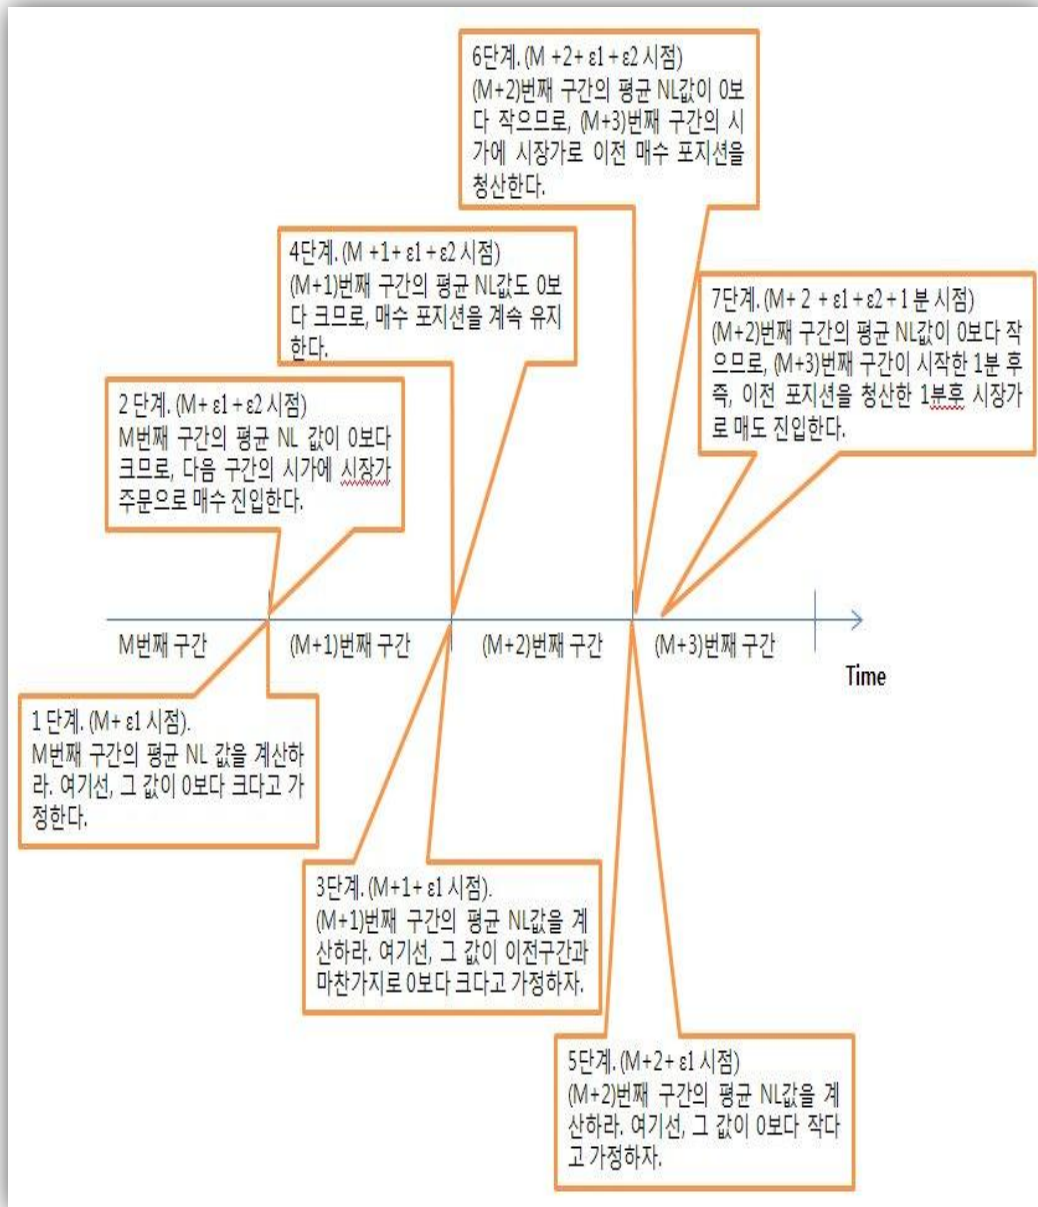 6단계. (M +2+ ε1 + ε2 시점)
(M+2)번째 구간의 평균 NL값이 0보
다 작으므로, (M+3)번째 구간의 시
가에 시장가로 이전 매수 포지션을
청산한다.
4단계. (M +1+ ε1 + ε2 시점)
(M+1)번째 구간의 평균 NL값도 0보
다 크므로, 매수 포지션을 계속 유지
한다.
7단계. (M+ 2 + ε1+ε2+1 분 시점)
(M+2)번째 구간의 평균 NL값이 0보다 작
으므로, (M+3)번째 구간이 시작한 1분 후
즉, 이전 포지션을 청산한 1부후 시장가
로 매도 진입한다.
2 단계. (M+ ε1 + ε2 시점)
M번째 구간의 평균 NL 값이 0보다
크므로, 다음 구간의 시가에 시장가
주문으로 매수 진입한다.
M번째 구간
(M+1)번째 구간
(M+2)번째 구간
(M+3)번째 구간
Time
1 단계. (M+ ε1 시점).
M번째 구간의 평균 NL 값을 계산하
라. 여기선, 그 값이 0보다 크다고 가
정한다.
3단계. (M+1+ ε1 시점).
(M+1)번째 구간의 평균 NL값을 계
산하라. 여기선, 그 값이 이전구간과
마찬가지로 0보다 크다고 가정하자.
5단계. (M+2+ ε1 시점)
(M+2)번째 구간의 평균 NL값을 계
산하라. 여기선, 그 값이 0보다 작다
고 가정하자.